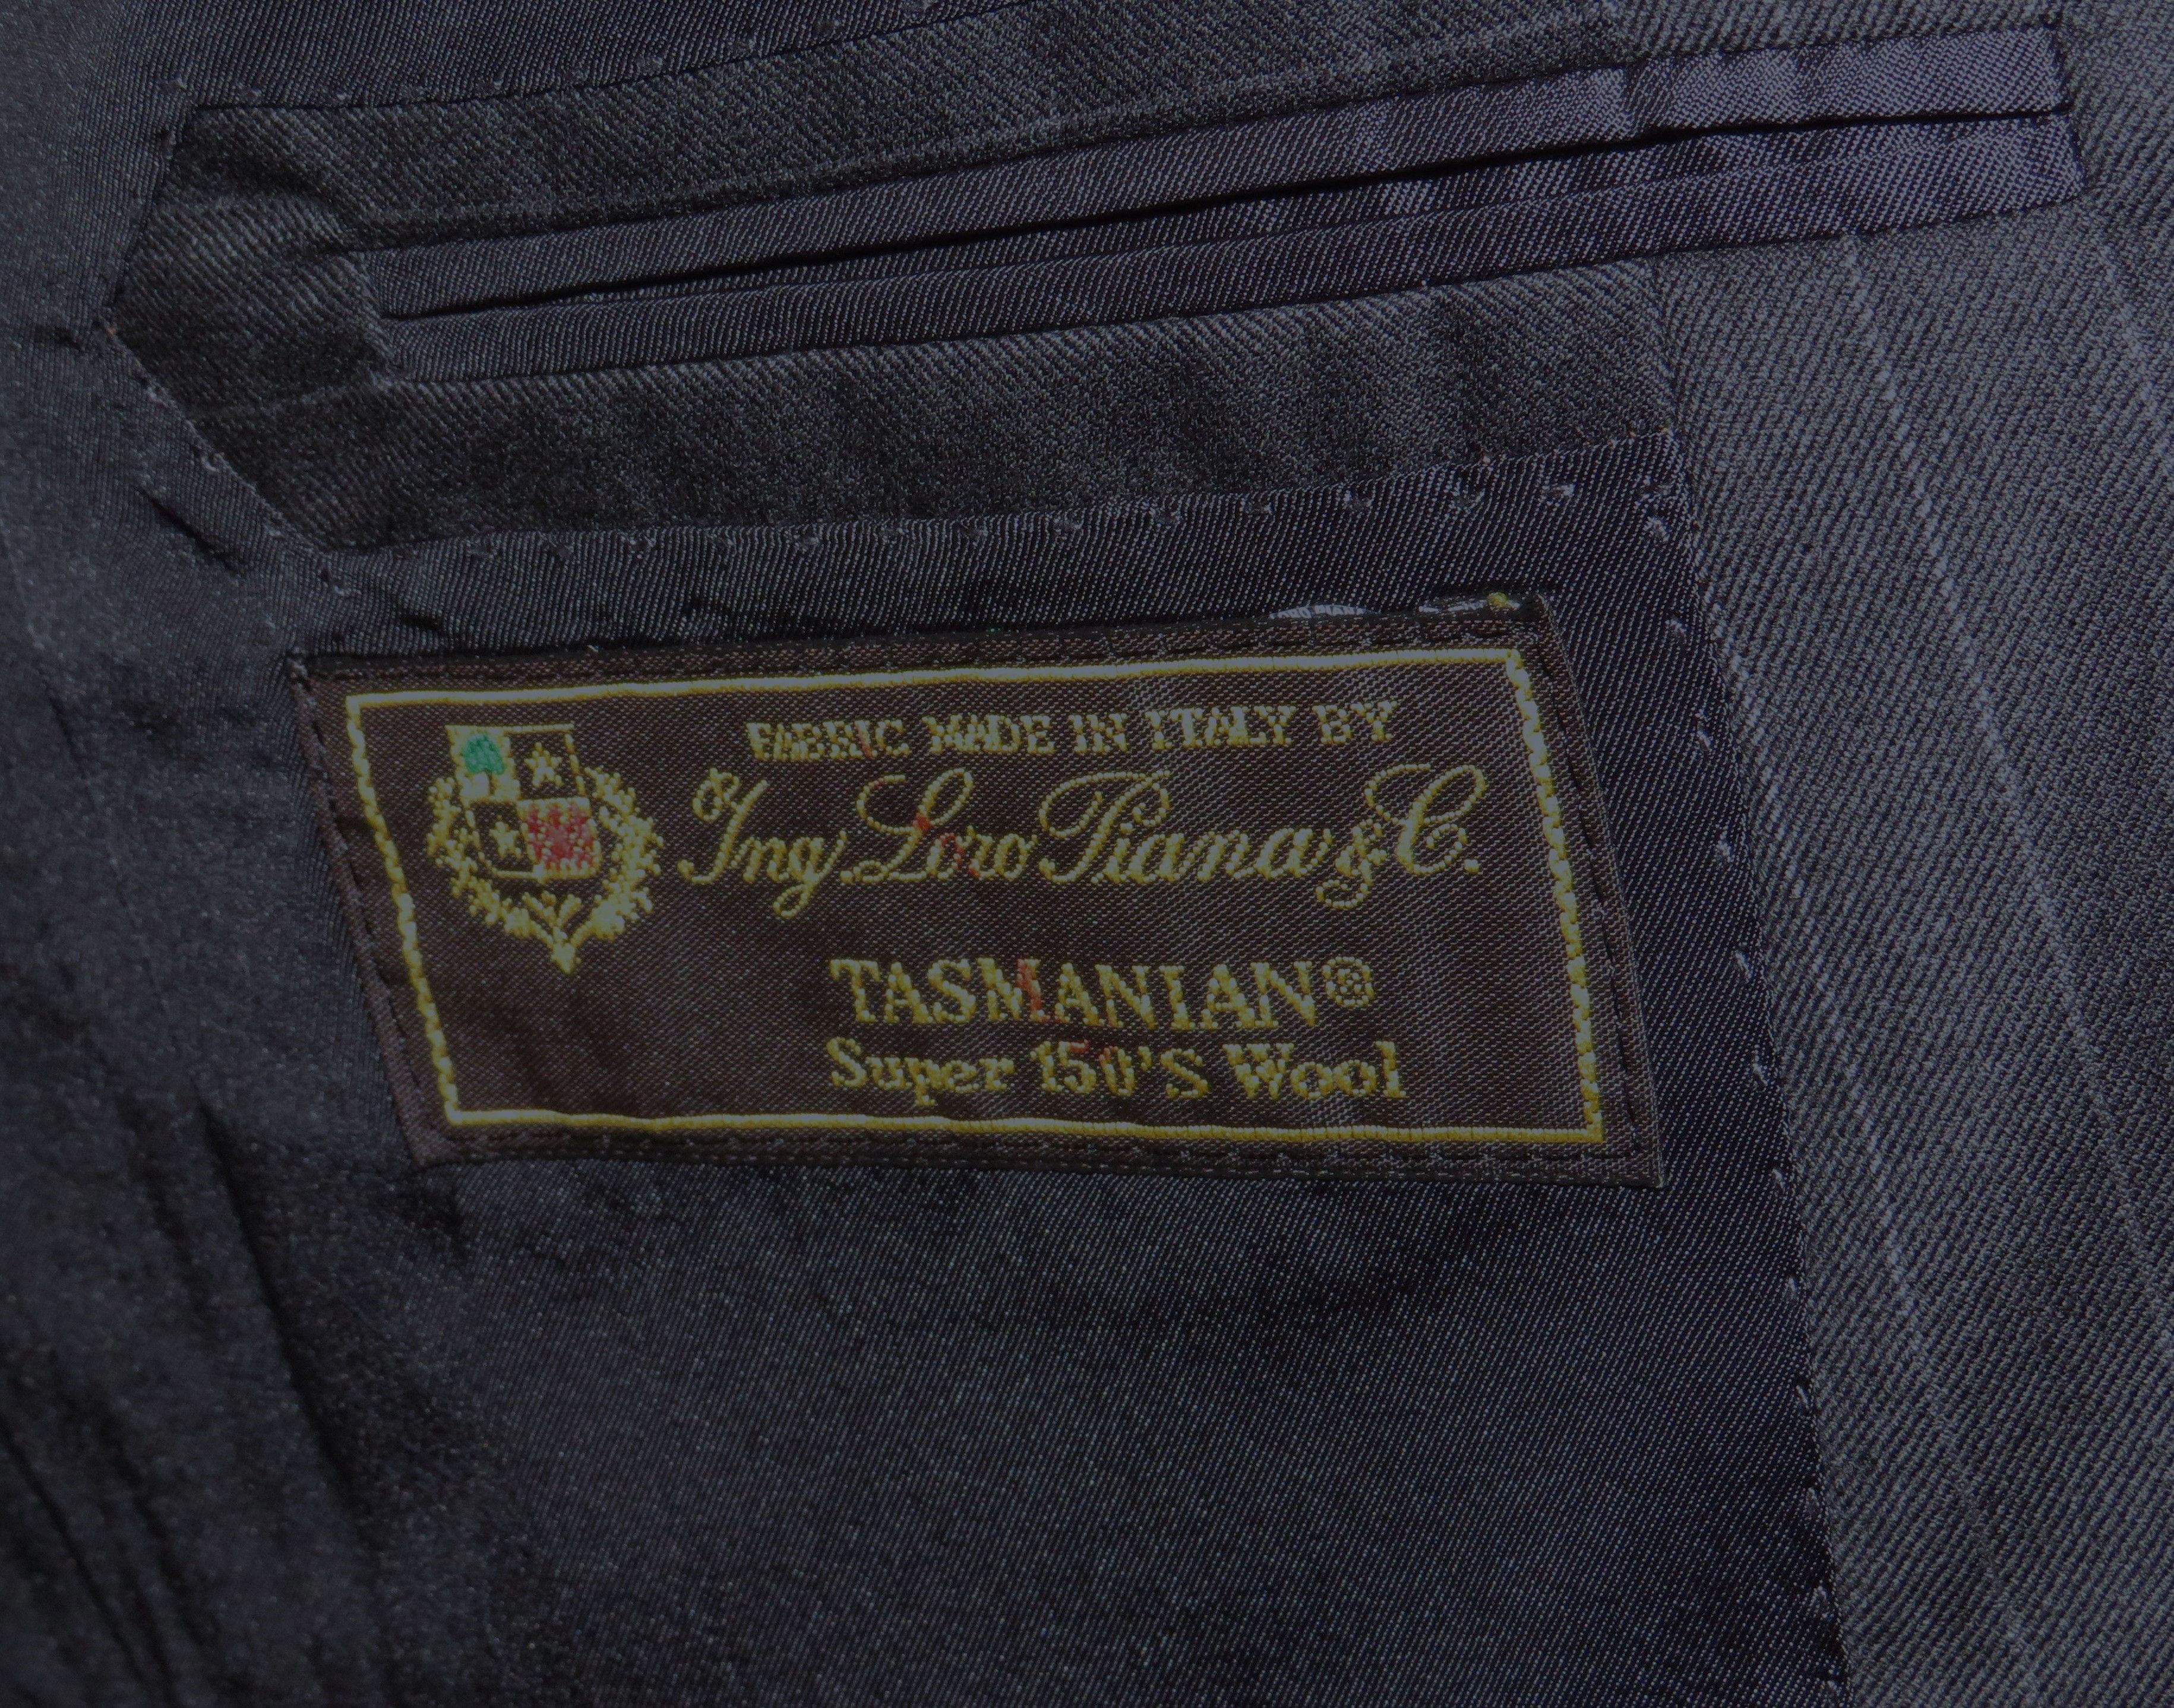 FABRIC MADE IN ITALY BY
Ing. Loro Piana & C.
TASMANIAN®
Super 150'S Wool